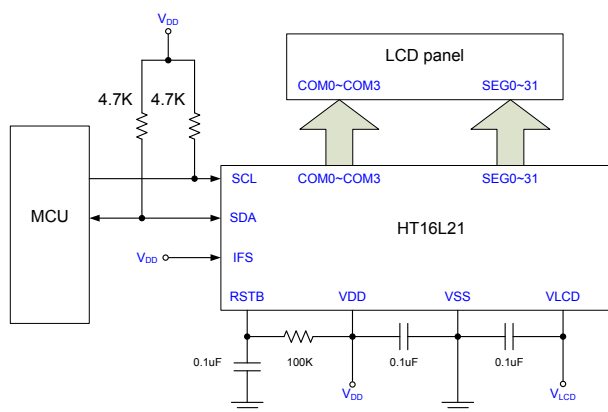 VDD
LCD panel
COM0~COM3 SEG0~31
4.7K 4.7K
MCU
SCL COM0~COM3 SEG0~31
SDA HT16L21
VDD IFS
RSTB VDD VSS VLCD
0.1uF 100K 0.1uF 0.1uF
VDD VLCD